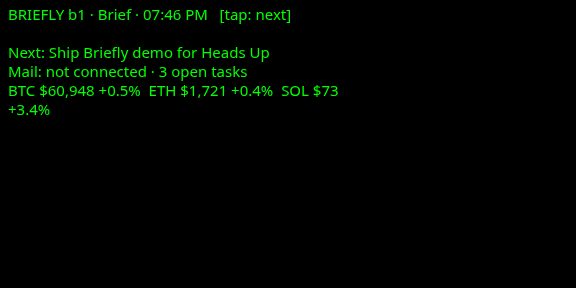 BRIEFLY b1 · Brief · 07:46 PM   [tap: next]
Next: Ship Briefly demo for Heads Up
Mail: not connected · 3 open tasks
BTC $60,948 +0.5%  ETH $1,721 +0.4%  SOL $73
+3.4%